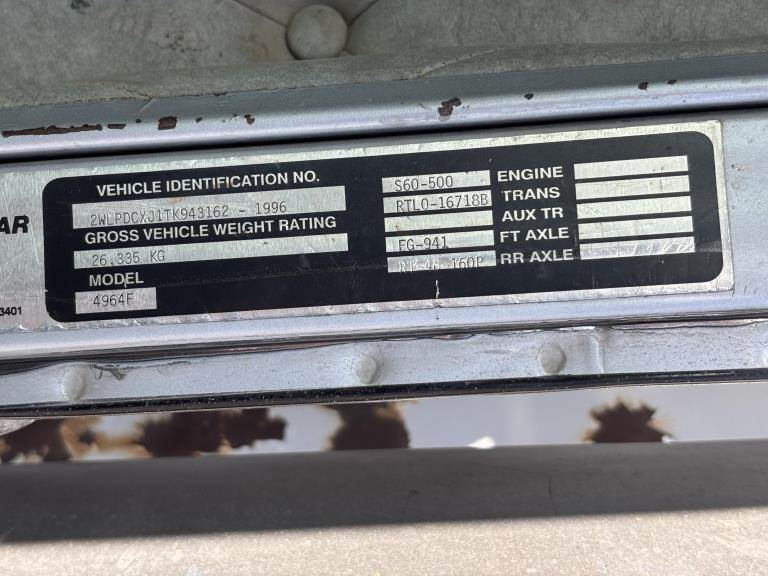 AR
3401
VEHICLE IDENTIFICATION NO.
2WLPDCXJ1TK943162 - 1996
GROSS VEHICLE WEIGHT RATING
26,335 KG
MODEL
4964F
S60-500 ENGINE
RTLO-16718B TRANS
AUX TR
FG-941 FT AXLE
RT-46-160P RR AXLE